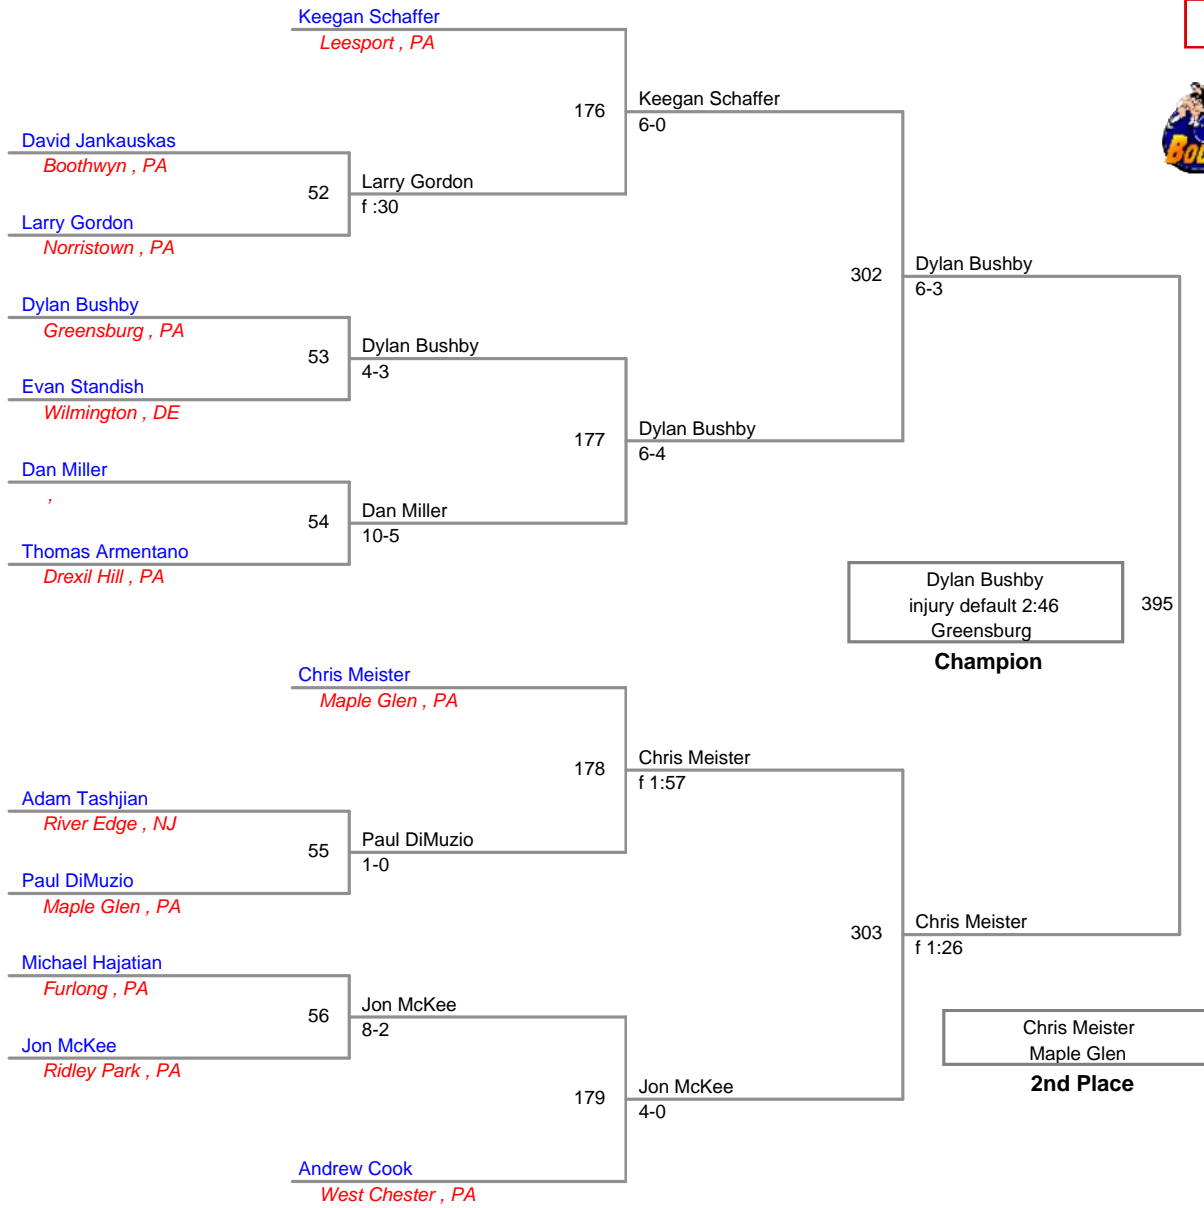 Keegan Schaffer
Leesport , PA
176
Keegan Schaffer
6-0
David Jankauskas
Boothwyn , PA
52
Larry Gordon
f :30
Larry Gordon
Norristown , PA
302
Dylan Bushby
6-3
Dylan Bushby
Greensburg , PA
53
Dylan Bushby
4-3
Evan Standish
Wilmington , DE
177
Dylan Bushby
6-4
Dan Miller
,
54
Dan Miller
10-5
Thomas Armentano
Drexil Hill , PA
Dylan Bushby
injury default 2:46
Greensburg
Champion
395
Chris Meister
Maple Glen , PA
178
Chris Meister
f 1:57
Adam Tashjian
River Edge , NJ
55
Paul DiMuzio
1-0
Paul DiMuzio
Maple Glen , PA
303
Chris Meister
f 1:26
Michael Hajatian
Furlong , PA
56
Jon McKee
8-2
Jon McKee
Ridley Park , PA
Chris Meister
Maple Glen
2nd Place
179
Jon McKee
4-0
Andrew Cook
West Chester , PA